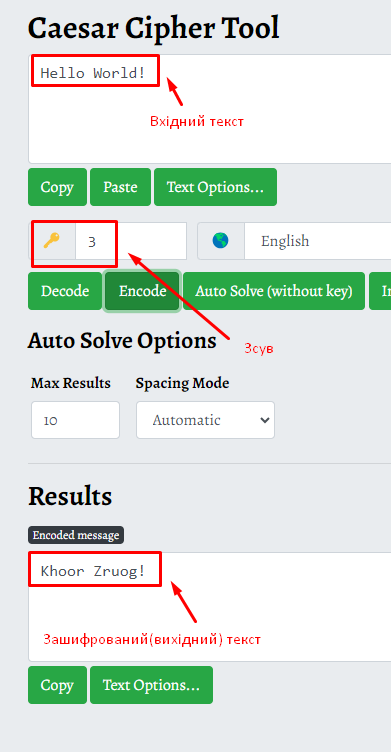 Caesar Cipher Tool
Hello World!
Вхідний текст
Copy Paste Text Options...
3 English
Decode Encode Auto Solve (without key)
Зсув
Auto Solve Options
Max Results Spacing Mode
10 Automatic
Results
Encoded message
Khoor Zruog!
Зашифрований(вихідний) текст
Copy Text Options...